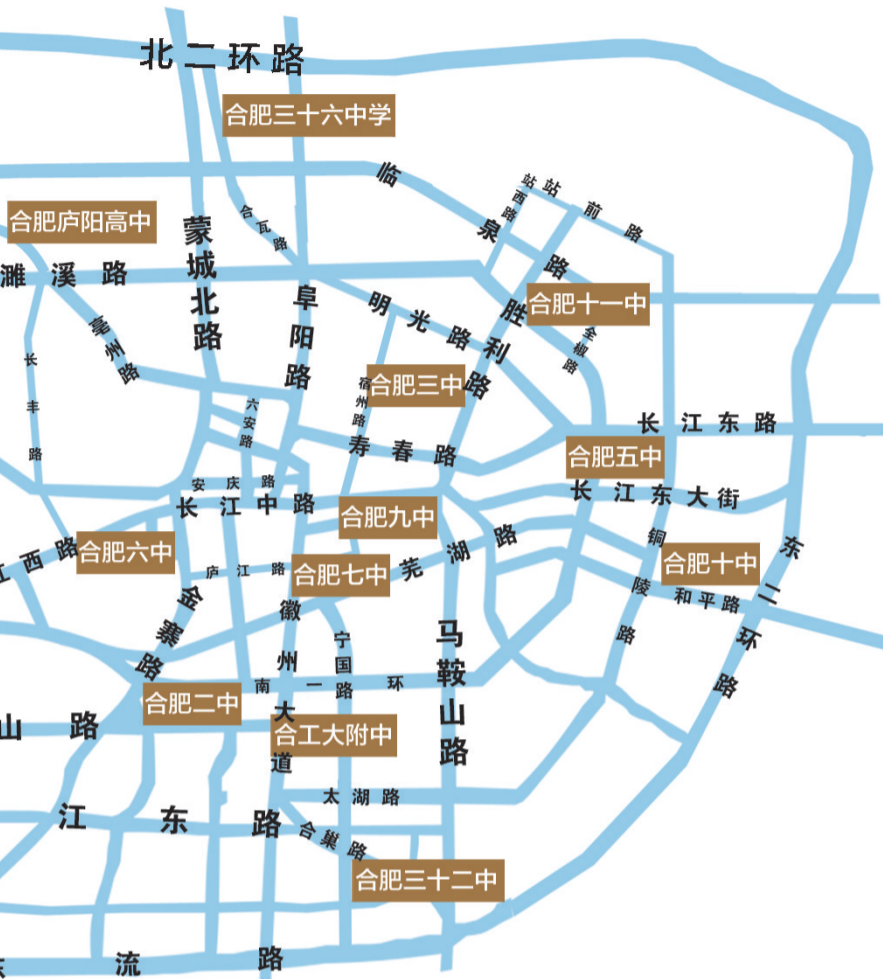 北二环路
合肥三十六中学
临泉路
站西路
站前路
合肥庐阳高中
蒙城北路
合瓦路
濉溪路
阜阳路
明光路
胜利路
合肥十一中
全椒路
亳州路
长丰路
合肥三中
宿州路
六安路
寿春路
长江东路
合肥五中
安庆路
长江中路
长江东大街
合肥九中
江西路
合肥六中
庐江路
合肥七中
芜湖路
铜陵路
合肥十中
和平路
东二环路
金寨路
徽州大道
宁国路
马鞍山路
南一环
合肥二中
山路
合工大附中
太湖路
江东路
合巢路
合肥三十二中
流路